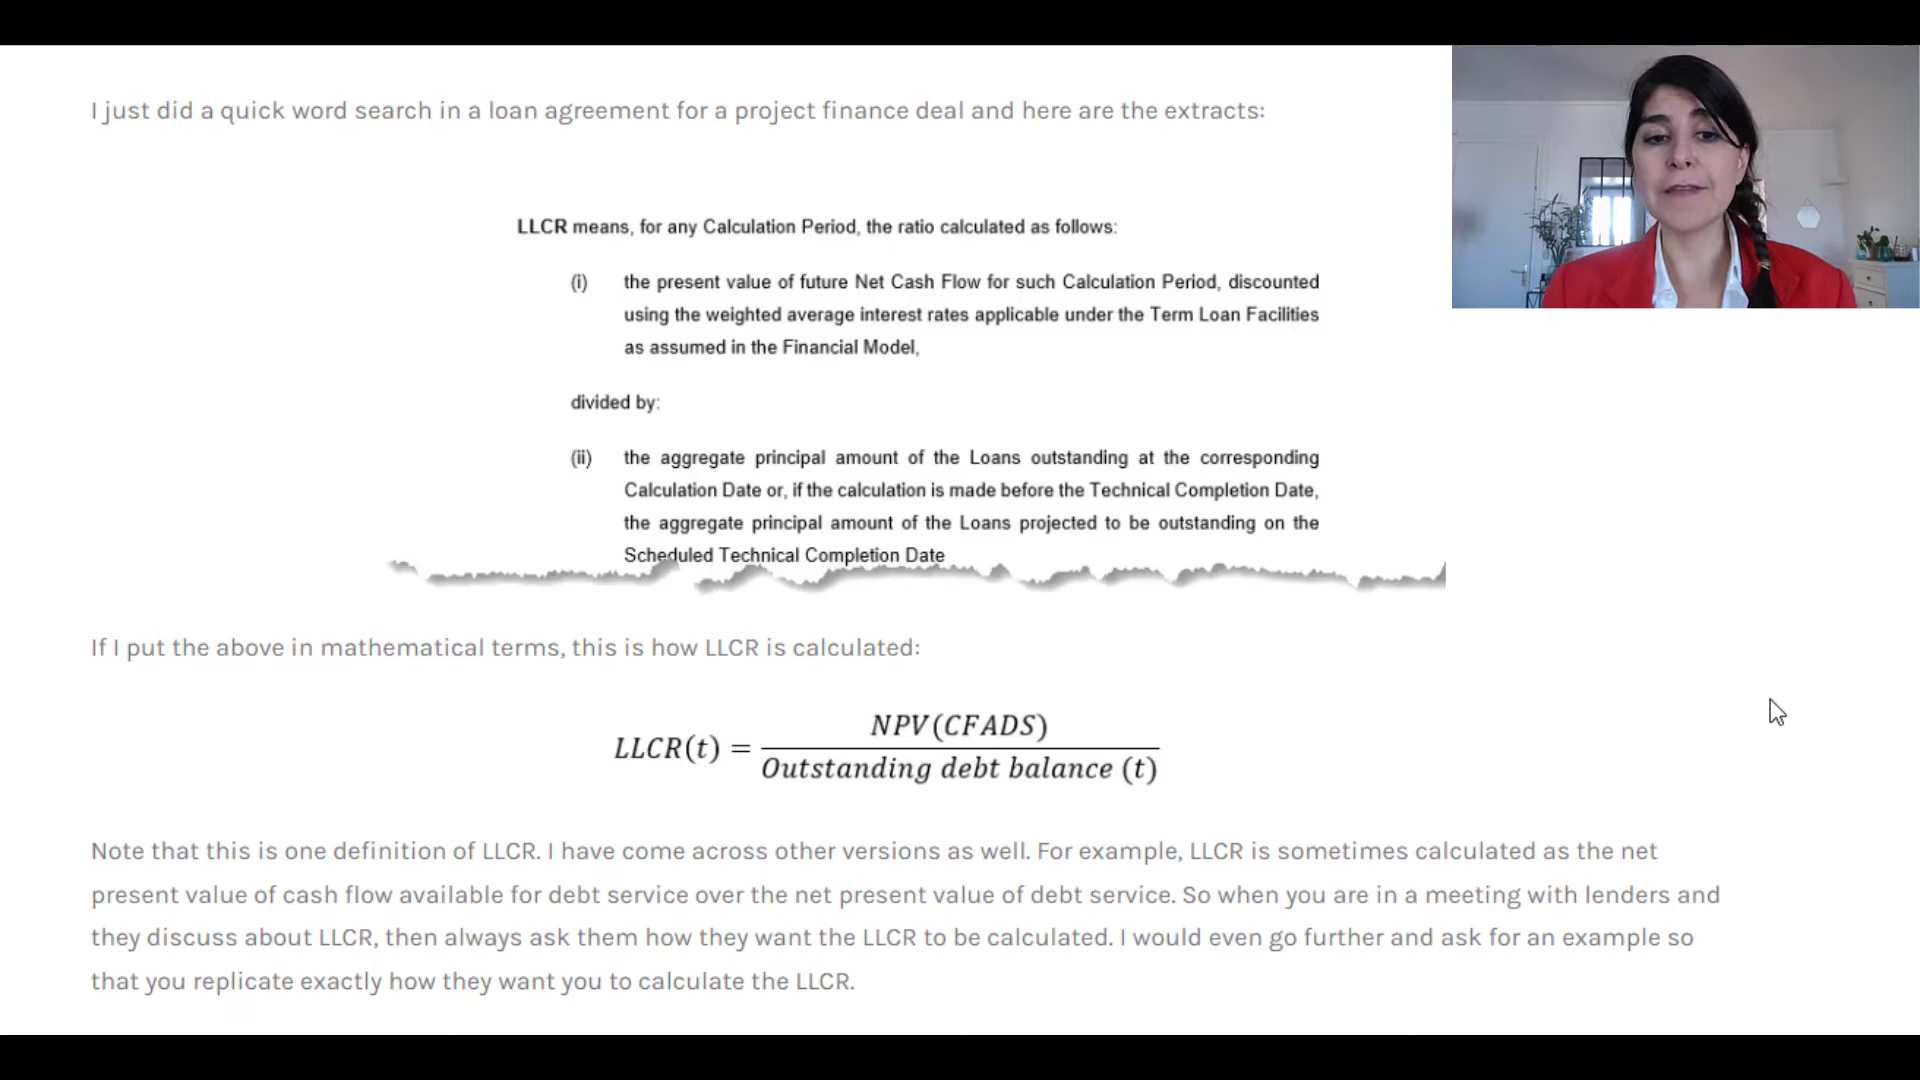 I just did a quick word search in a loan agreement for a project finance deal and here are the extracts:
LLCR means, for any Calculation Period, the ratio calculated as follows:
(i) the present value of future Net Cash Flow for such Calculation Period, discounted
using the weighted average interest rates applicable under the Term Loan Facilities
as assumed in the Financial Model,
divided by:
(ii) the aggregate principal amount of the Loans outstanding at the corresponding
Calculation Date or, if the calculation is made before the Technical Completion Date,
the aggregate principal amount of the Loans projected to be outstanding on the
Scheduled Technical Completion Date
If I put the above in mathematical terms, this is how LLCR is calculated:
NPV(CFADS)
LLCR(t) =
Outstanding debt balance (t)
Note that this is one definition of LLCR. I have come across other versions as well. For example, LLCR is sometimes calculated as the net
present value of cash flow available for debt service over the net present value of debt service. So when you are in a meeting with lenders and
they discuss about LLCR, then always ask them how they want the LLCR to be calculated. I would even go further and ask for an example so
that you replicate exactly how they want you to calculate the LLCR.